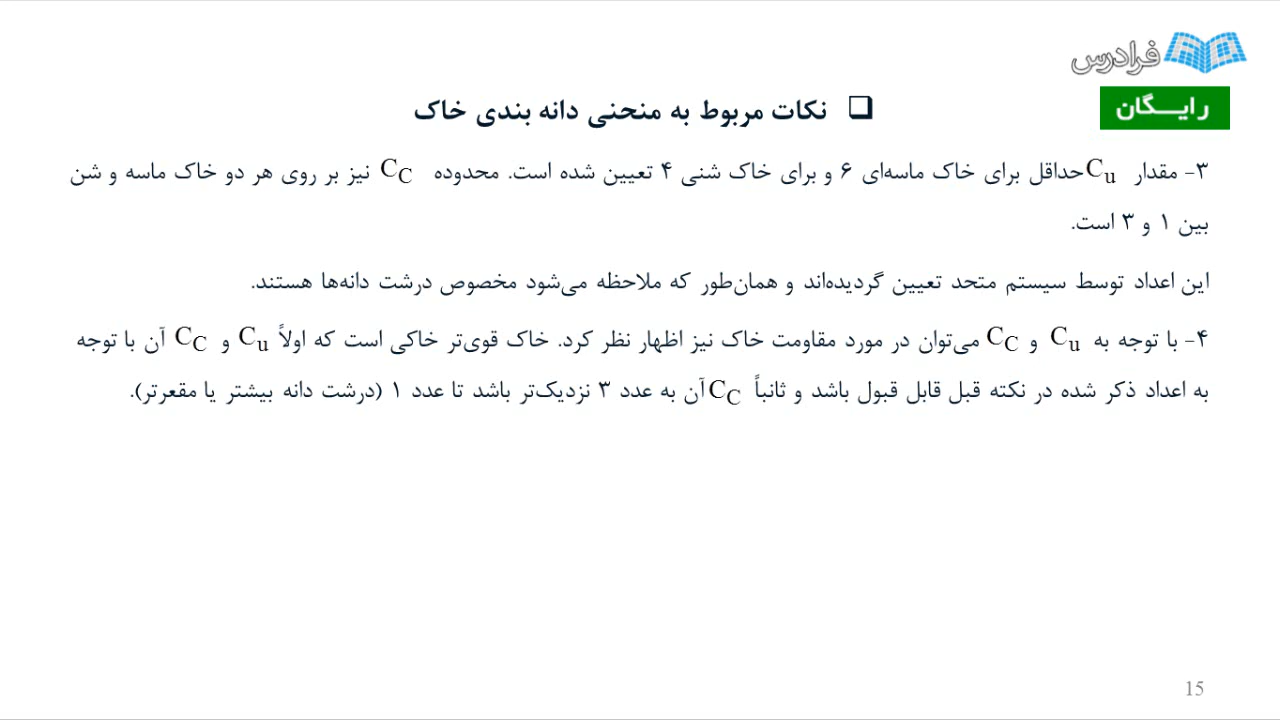 فرادرس
رایگان
❑ نکات مربوط به منحنی دانه بندی خاک
۳- مقدار Cu حداقل برای خاک ماسه‌ای ۶ و برای خاک شنی ۴ تعیین شده است. محدوده CC نیز بر روی هر دو خاک ماسه و شن
بین ۱ و ۳ است.
این اعداد توسط سیستم متحد تعیین گردیده‌اند و همان‌طور که ملاحظه می‌شود مخصوص درشت دانه‌ها هستند.
۴- با توجه به Cu و CC می‌توان در مورد مقاومت خاک نیز اظهار نظر کرد. خاک قوی‌تر خاکی است که اولاً Cu و CC آن با توجه
به اعداد ذکر شده در نکته قبل قابل قبول باشد و ثانیاً CC آن به عدد ۳ نزدیک‌تر باشد تا عدد ۱ (درشت دانه بیشتر یا مقعرتر).
15